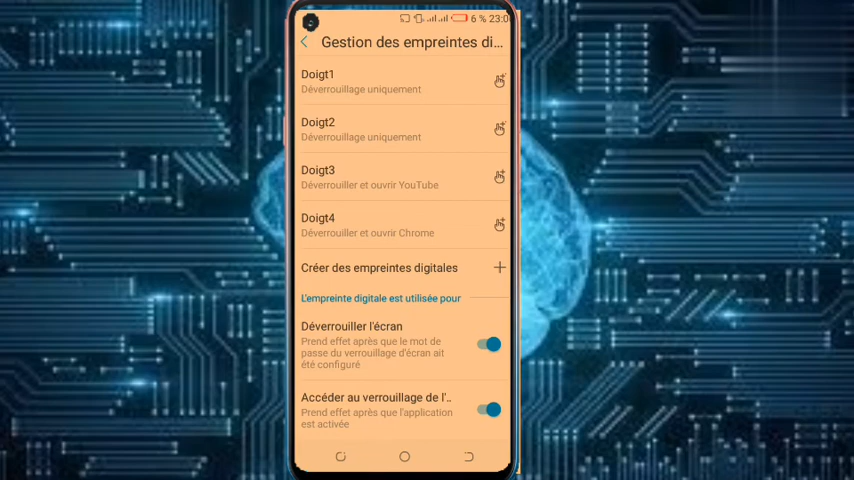 6 % 23:0
Gestion des empreintes di...
Doigt1
Déverrouillage uniquement
Doigt2
Déverrouillage uniquement
Doigt3
Déverrouiller et ouvrir YouTube
Doigt4
Déverrouiller et ouvrir Chrome
Créer des empreintes digitales
L'empreinte digitale est utilisée pour
Déverrouiller l'écran
Prend effet après que le mot de
passe du verrouillage d'écran ait
été configuré
Accéder au verrouillage de l'..
Prend effet après que l'application
est activée